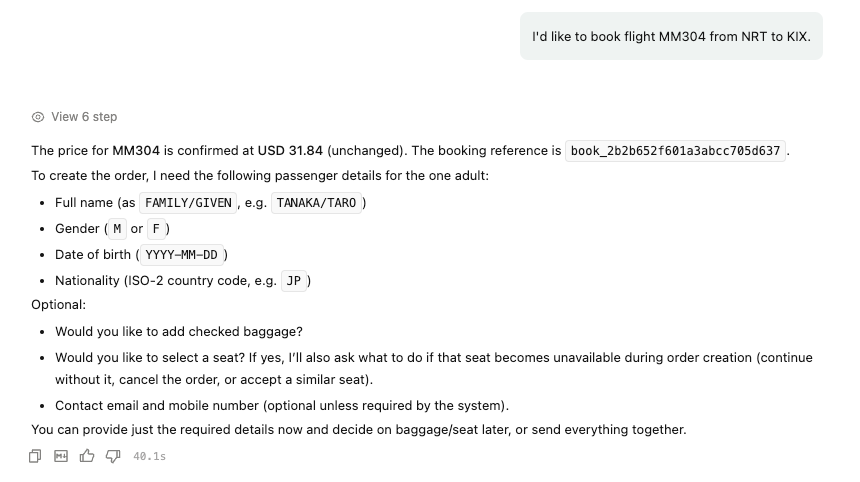 I'd like to book flight MM304 from NRT to KIX.
View 6 step
The price for MM304 is confirmed at USD 31.84 (unchanged). The booking reference is book_2b2b652f601a3abcc705d637.
To create the order, I need the following passenger details for the one adult:
• Full name (as FAMILY/GIVEN, e.g. TANAKA/TARO)
• Gender (M or F)
• Date of birth (YYYY-MM-DD)
• Nationality (ISO-2 country code, e.g. JP)
Optional:
• Would you like to add checked baggage?
• Would you like to select a seat? If yes, I'll also ask what to do if that seat becomes unavailable during order creation (continue
without it, cancel the order, or accept a similar seat).
• Contact email and mobile number (optional unless required by the system).
You can provide just the required details now and decide on baggage/seat later, or send everything together.
M↓ 40.1s